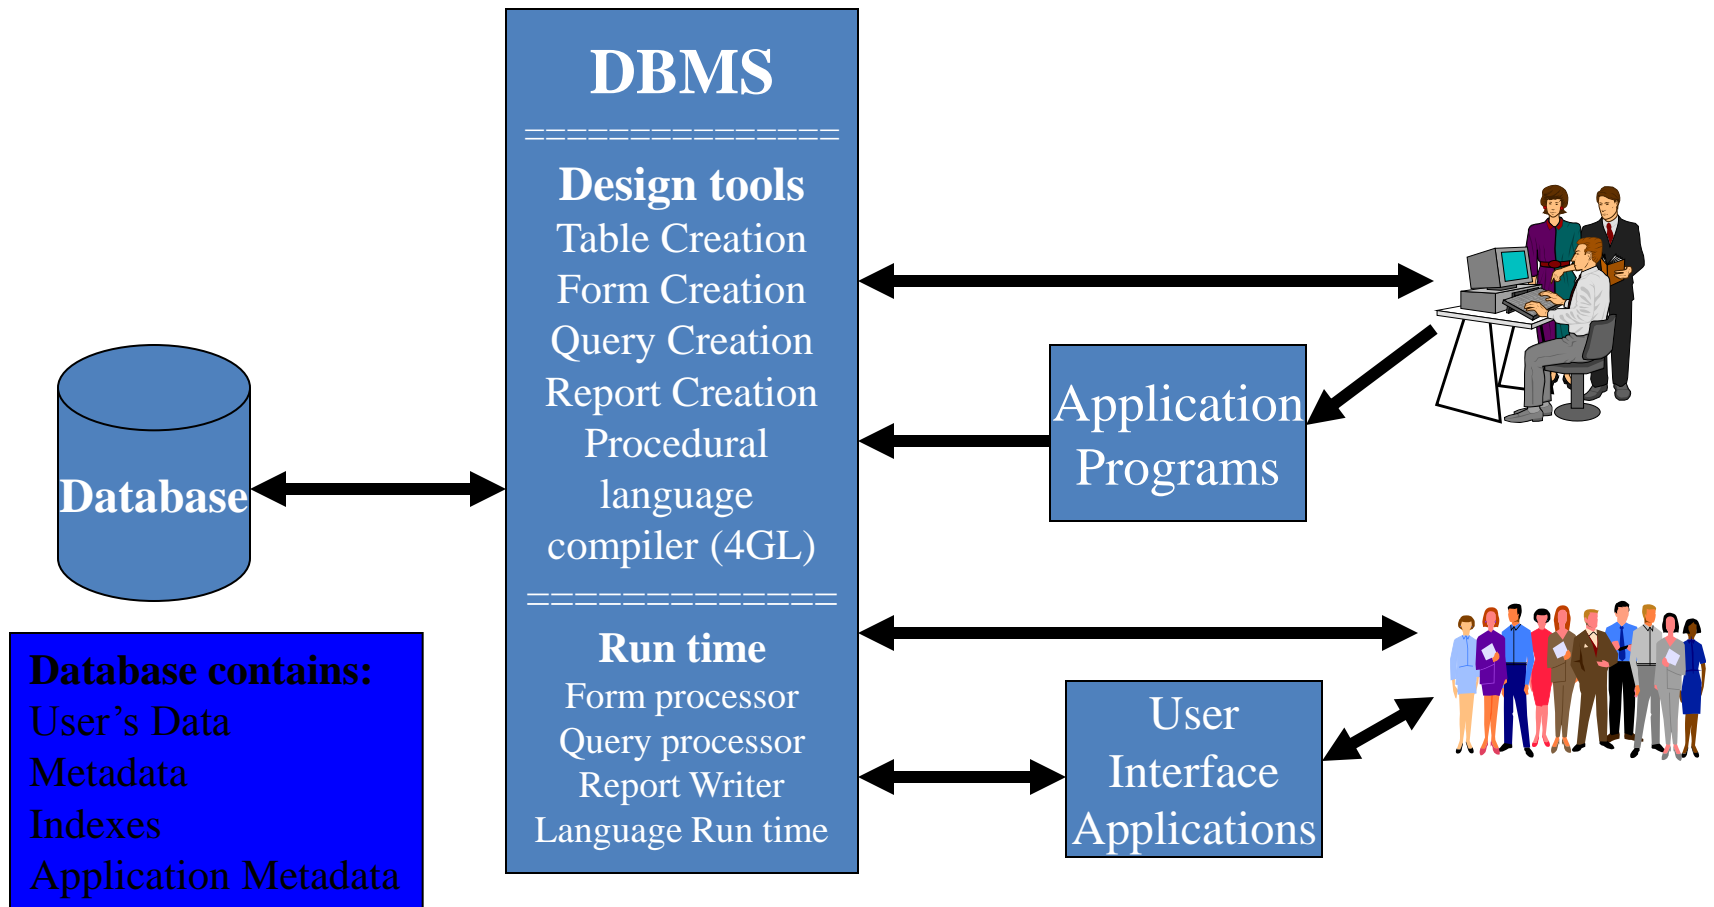 DBMS
===============
Design tools
Table Creation
Form Creation
Query Creation
Report Creation
Procedural
language
compiler (4GL)
==============
Run time
Form processor
Query processor
Report Writer
Language Run time
Database
Database contains:
User’s Data
Metadata
Indexes
Application Metadata
Application
Programs
User
Interface
Applications